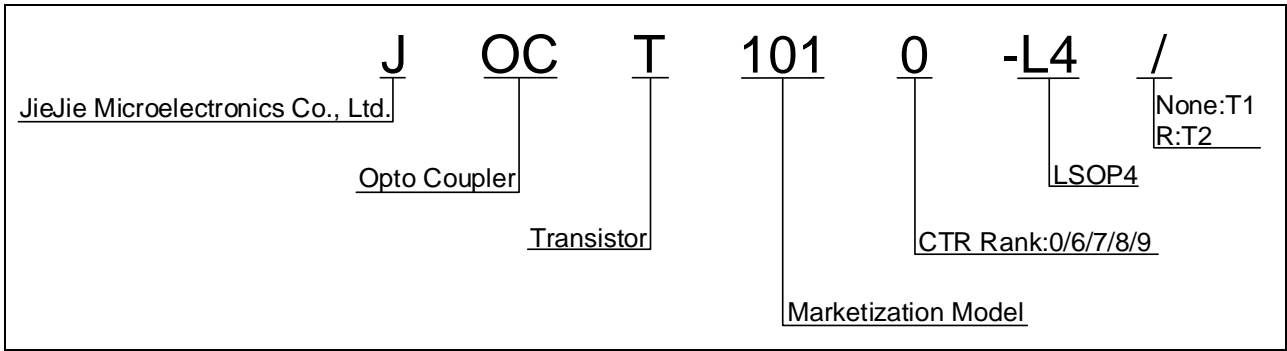 J OC T 101 0 -L4 /
JieJie Microelectronics Co., Ltd.
None:T1
R:T2
Opto Coupler
LSOP4
Transistor
CTR Rank:0/6/7/8/9
Marketization Model